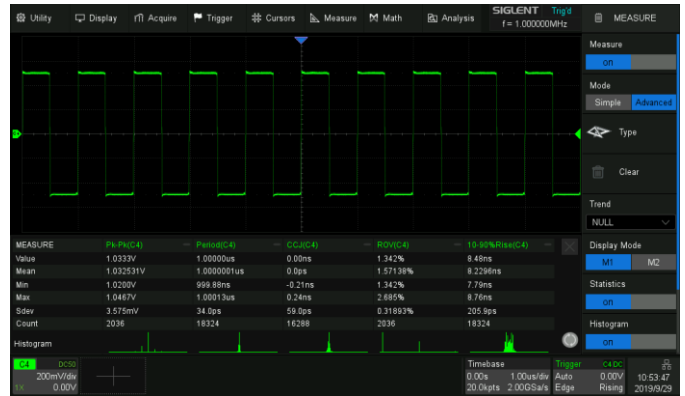 Utility Display Acquire Trigger Cursors Measure Math Analysis
SIGLENT Trig'd
f = 1.000000MHz
MEASURE
Measure
on
Mode
Simple Advanced
Type
Clear
Trend
NULL
Display Mode
M1 M2
Statistics
on
Histogram
on
MEASURE Pk-Pk(C4) Period(C4) CCJ(C4) ROV(C4) 10-90%Rise(C4)
Value 1.0333V 1.00000us 0.00ns 1.342% 8.48ns
Mean 1.032531V 1.0000001us 0.0ps 1.57138% 8.2296ns
Min 1.0200V 999.88ns -0.21ns 1.342% 7.79ns
Max 1.0467V 1.00013us 0.24ns 2.685% 8.76ns
Sdev 3.575mV 34.0ps 59.0ps 0.31893% 205.9ps
Count 2036 18324 16288 2036 18324
Histogram
C4 DC50
200mV/div
1X 0.00V
Timebase
0.00s 1.00us/div
20.0kpts 2.00GSa/s
Trigger C4 DC
Auto 0.00V
Edge Rising
10:53:47
2019/9/29